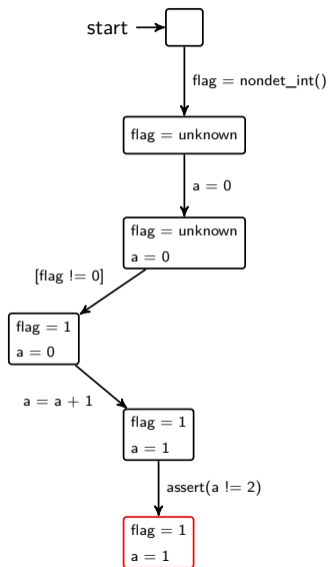 start
flag = nondet_int()
flag = unknown
a = 0
flag = unknown
a = 0
[flag != 0]
flag = 1
a = 0
a = a + 1
flag = 1
a = 1
assert(a != 2)
flag = 1
a = 1